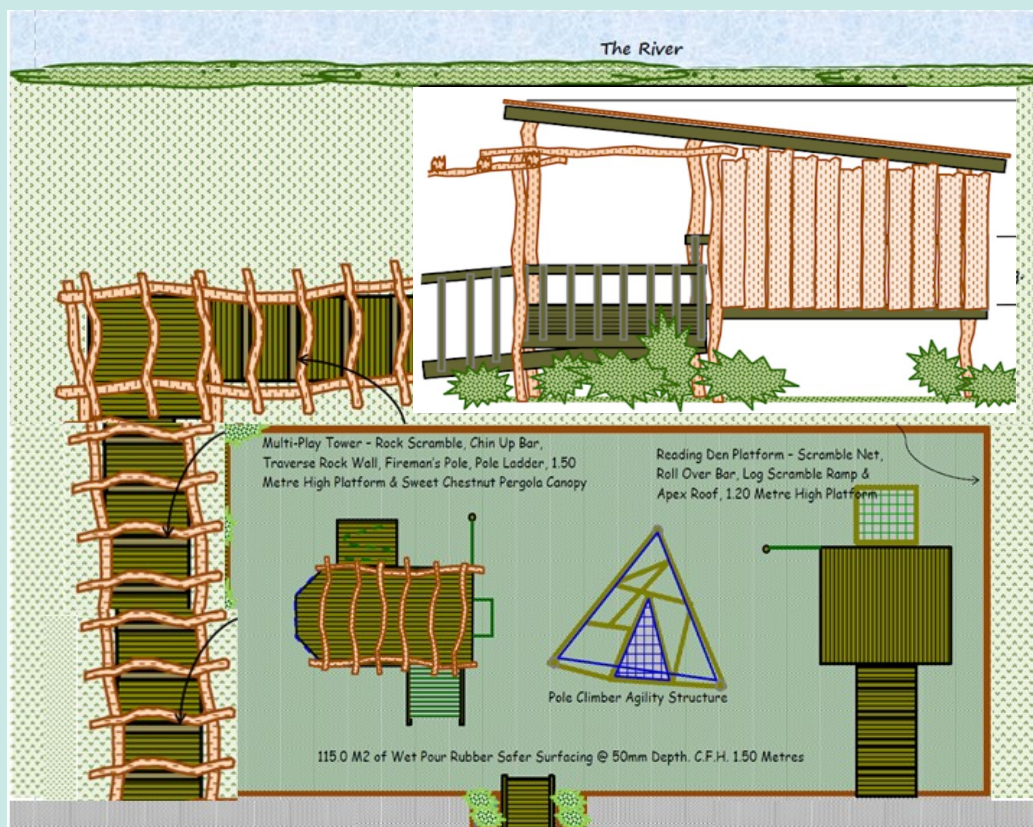 The River
Multi-Play Tower – Rock Scramble, Chin Up Bar,
Traverse Rock Wall, Fireman's Pole, Pole Ladder, 1.50
Metre High Platform & Sweet Chestnut Pergola Canopy
Reading Den Platform – Scramble Net,
Roll Over Bar, Log Scramble Ramp &
Apex Roof, 1.20 Metre High Platform
Pole Climber Agility Structure
115.0 M2 of Wet Pour Rubber Safer Surfacing @ 50mm Depth. C.F.H. 1.50 Metres